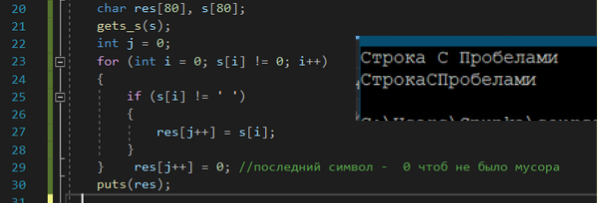 20 char res[80], s[80];
21 gets_s(s);
22 int j = 0;
23 for (int i = 0; s[i] != 0; i++)
24 {
25 if (s[i] != ' ')
26 {
27 res[j++] = s[i];
28 }
29 } res[j++] = 0; //последний символ - 0 чтоб не было мусора
30 puts(res);
31
Строка С Пробелами
СтрокаСПробелами